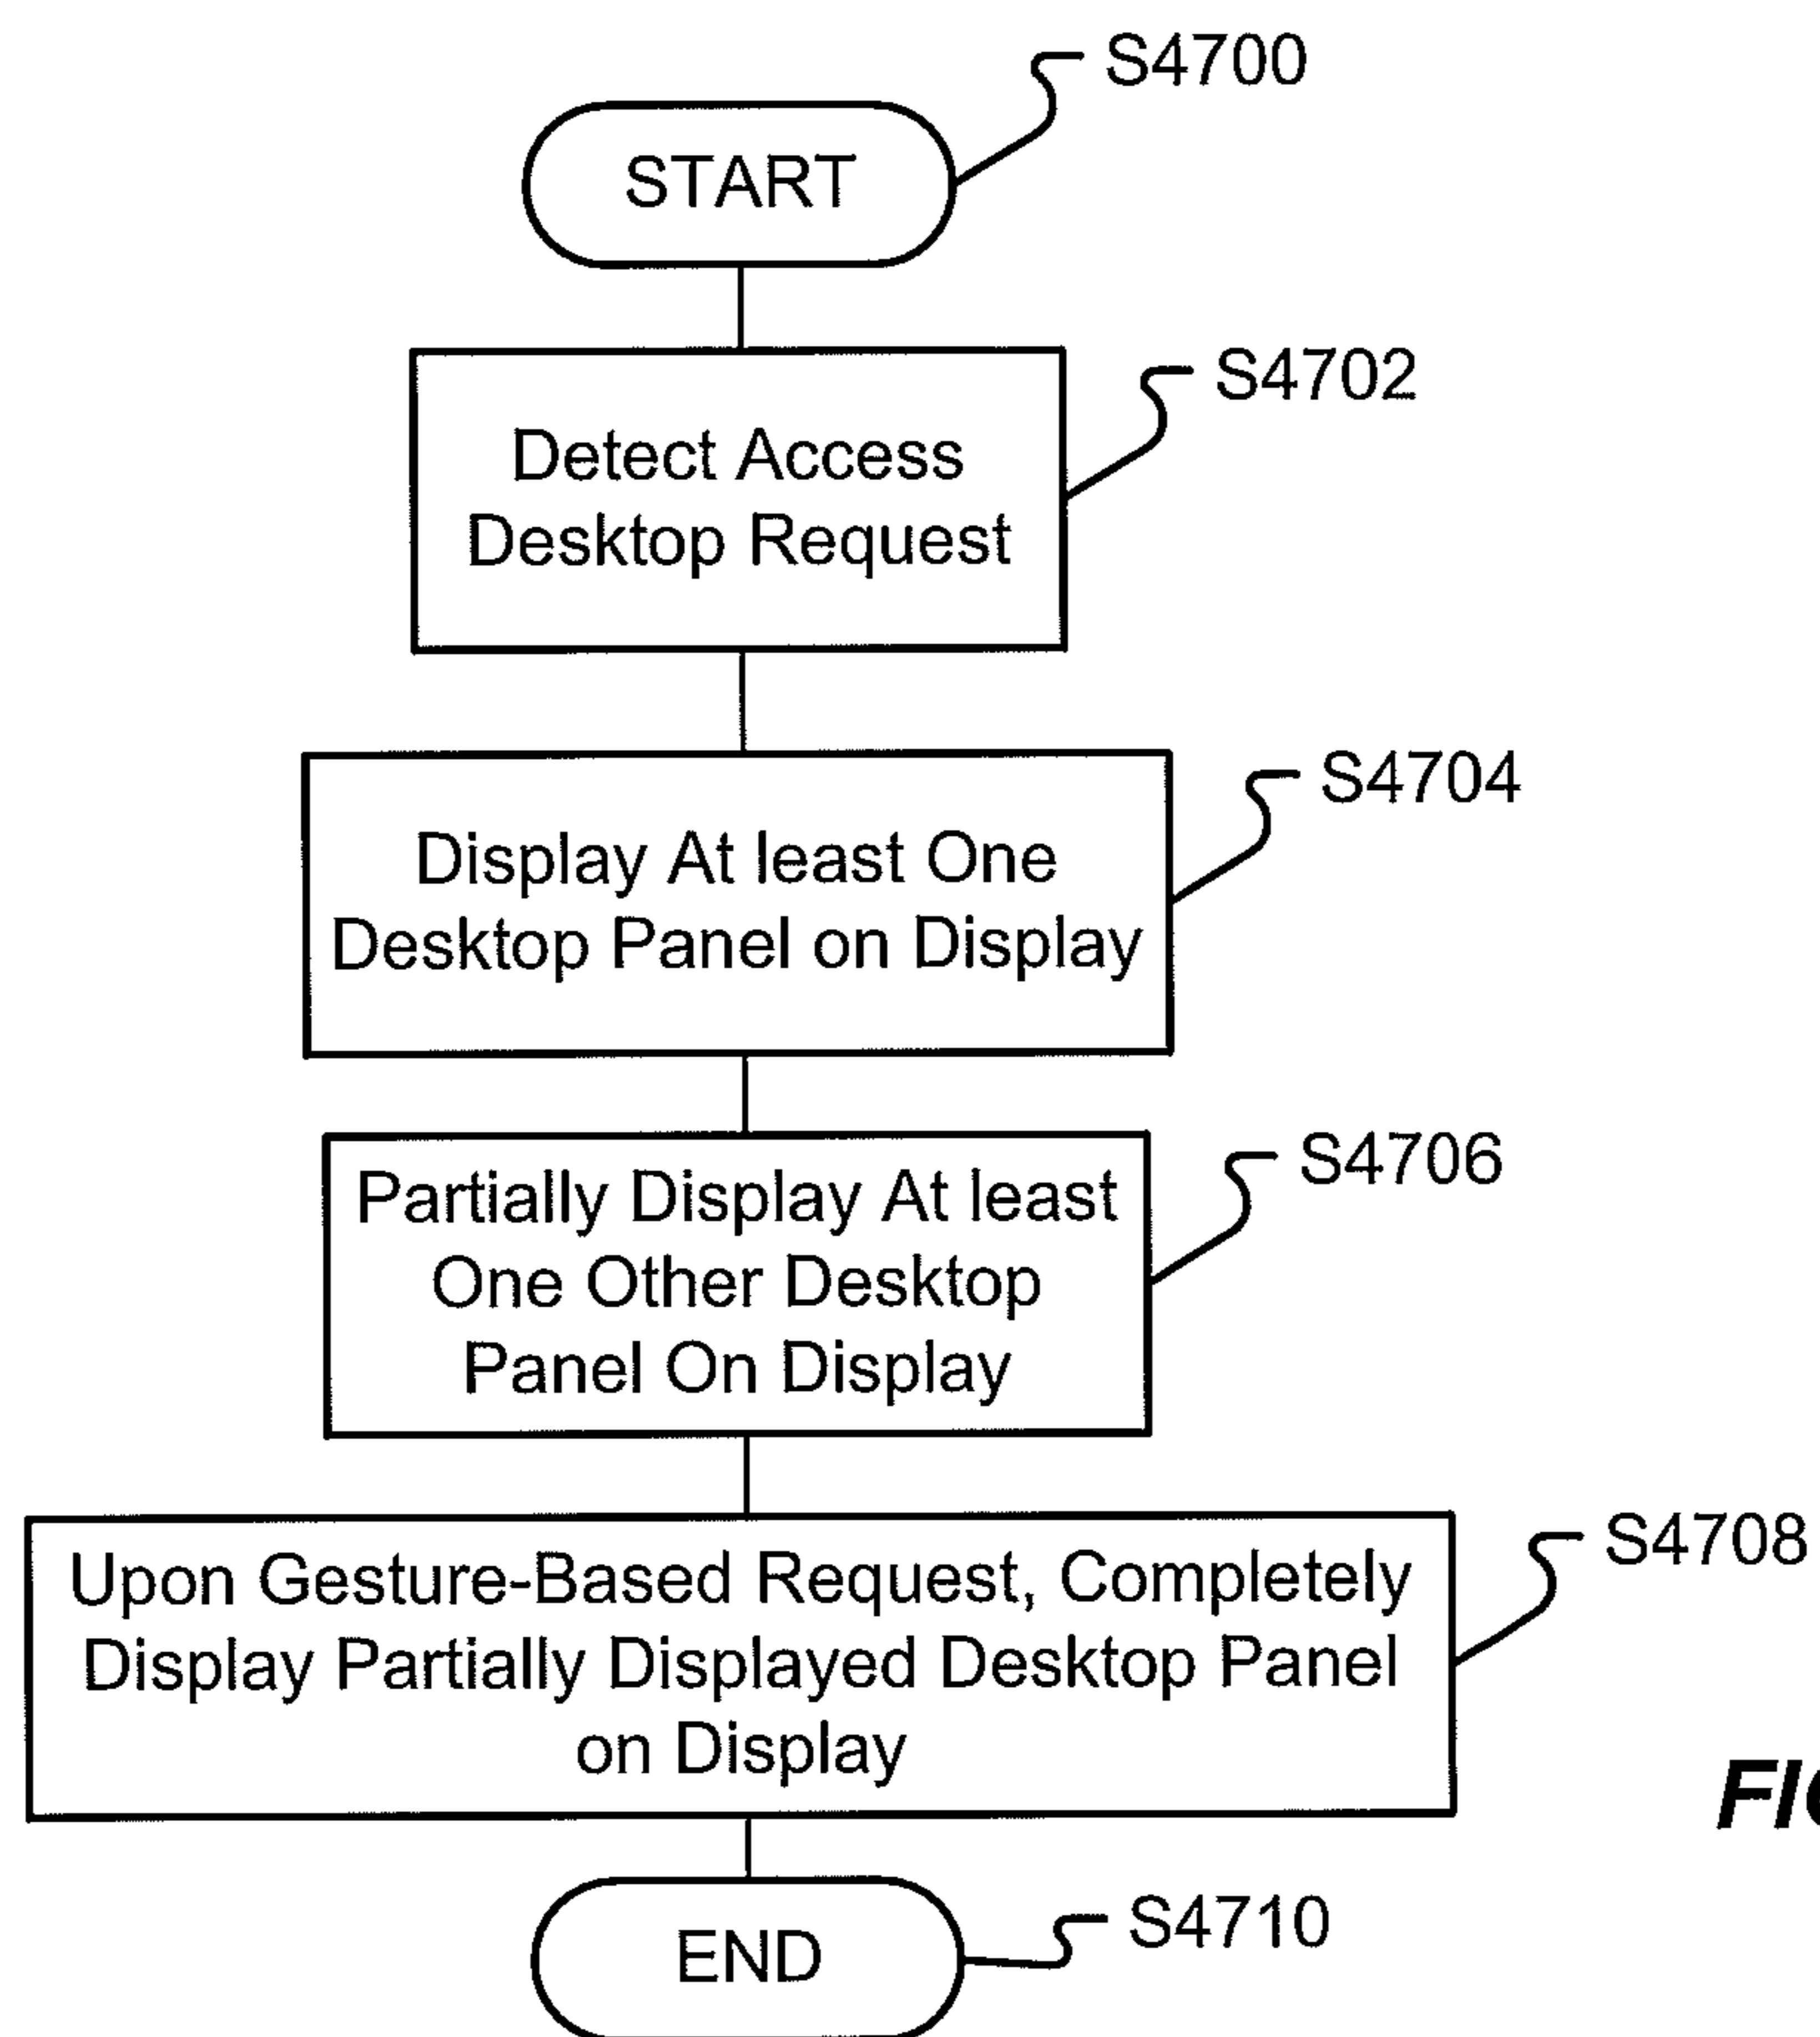 S4700
START
S4702
Detect Access
Desktop Request
S4704
Display At least One
Desktop Panel on Display
S4706
Partially Display At least
One Other Desktop
Panel On Display
S4708
Upon Gesture-Based Request, Completely
Display Partially Displayed Desktop Panel
on Display
S4710
END